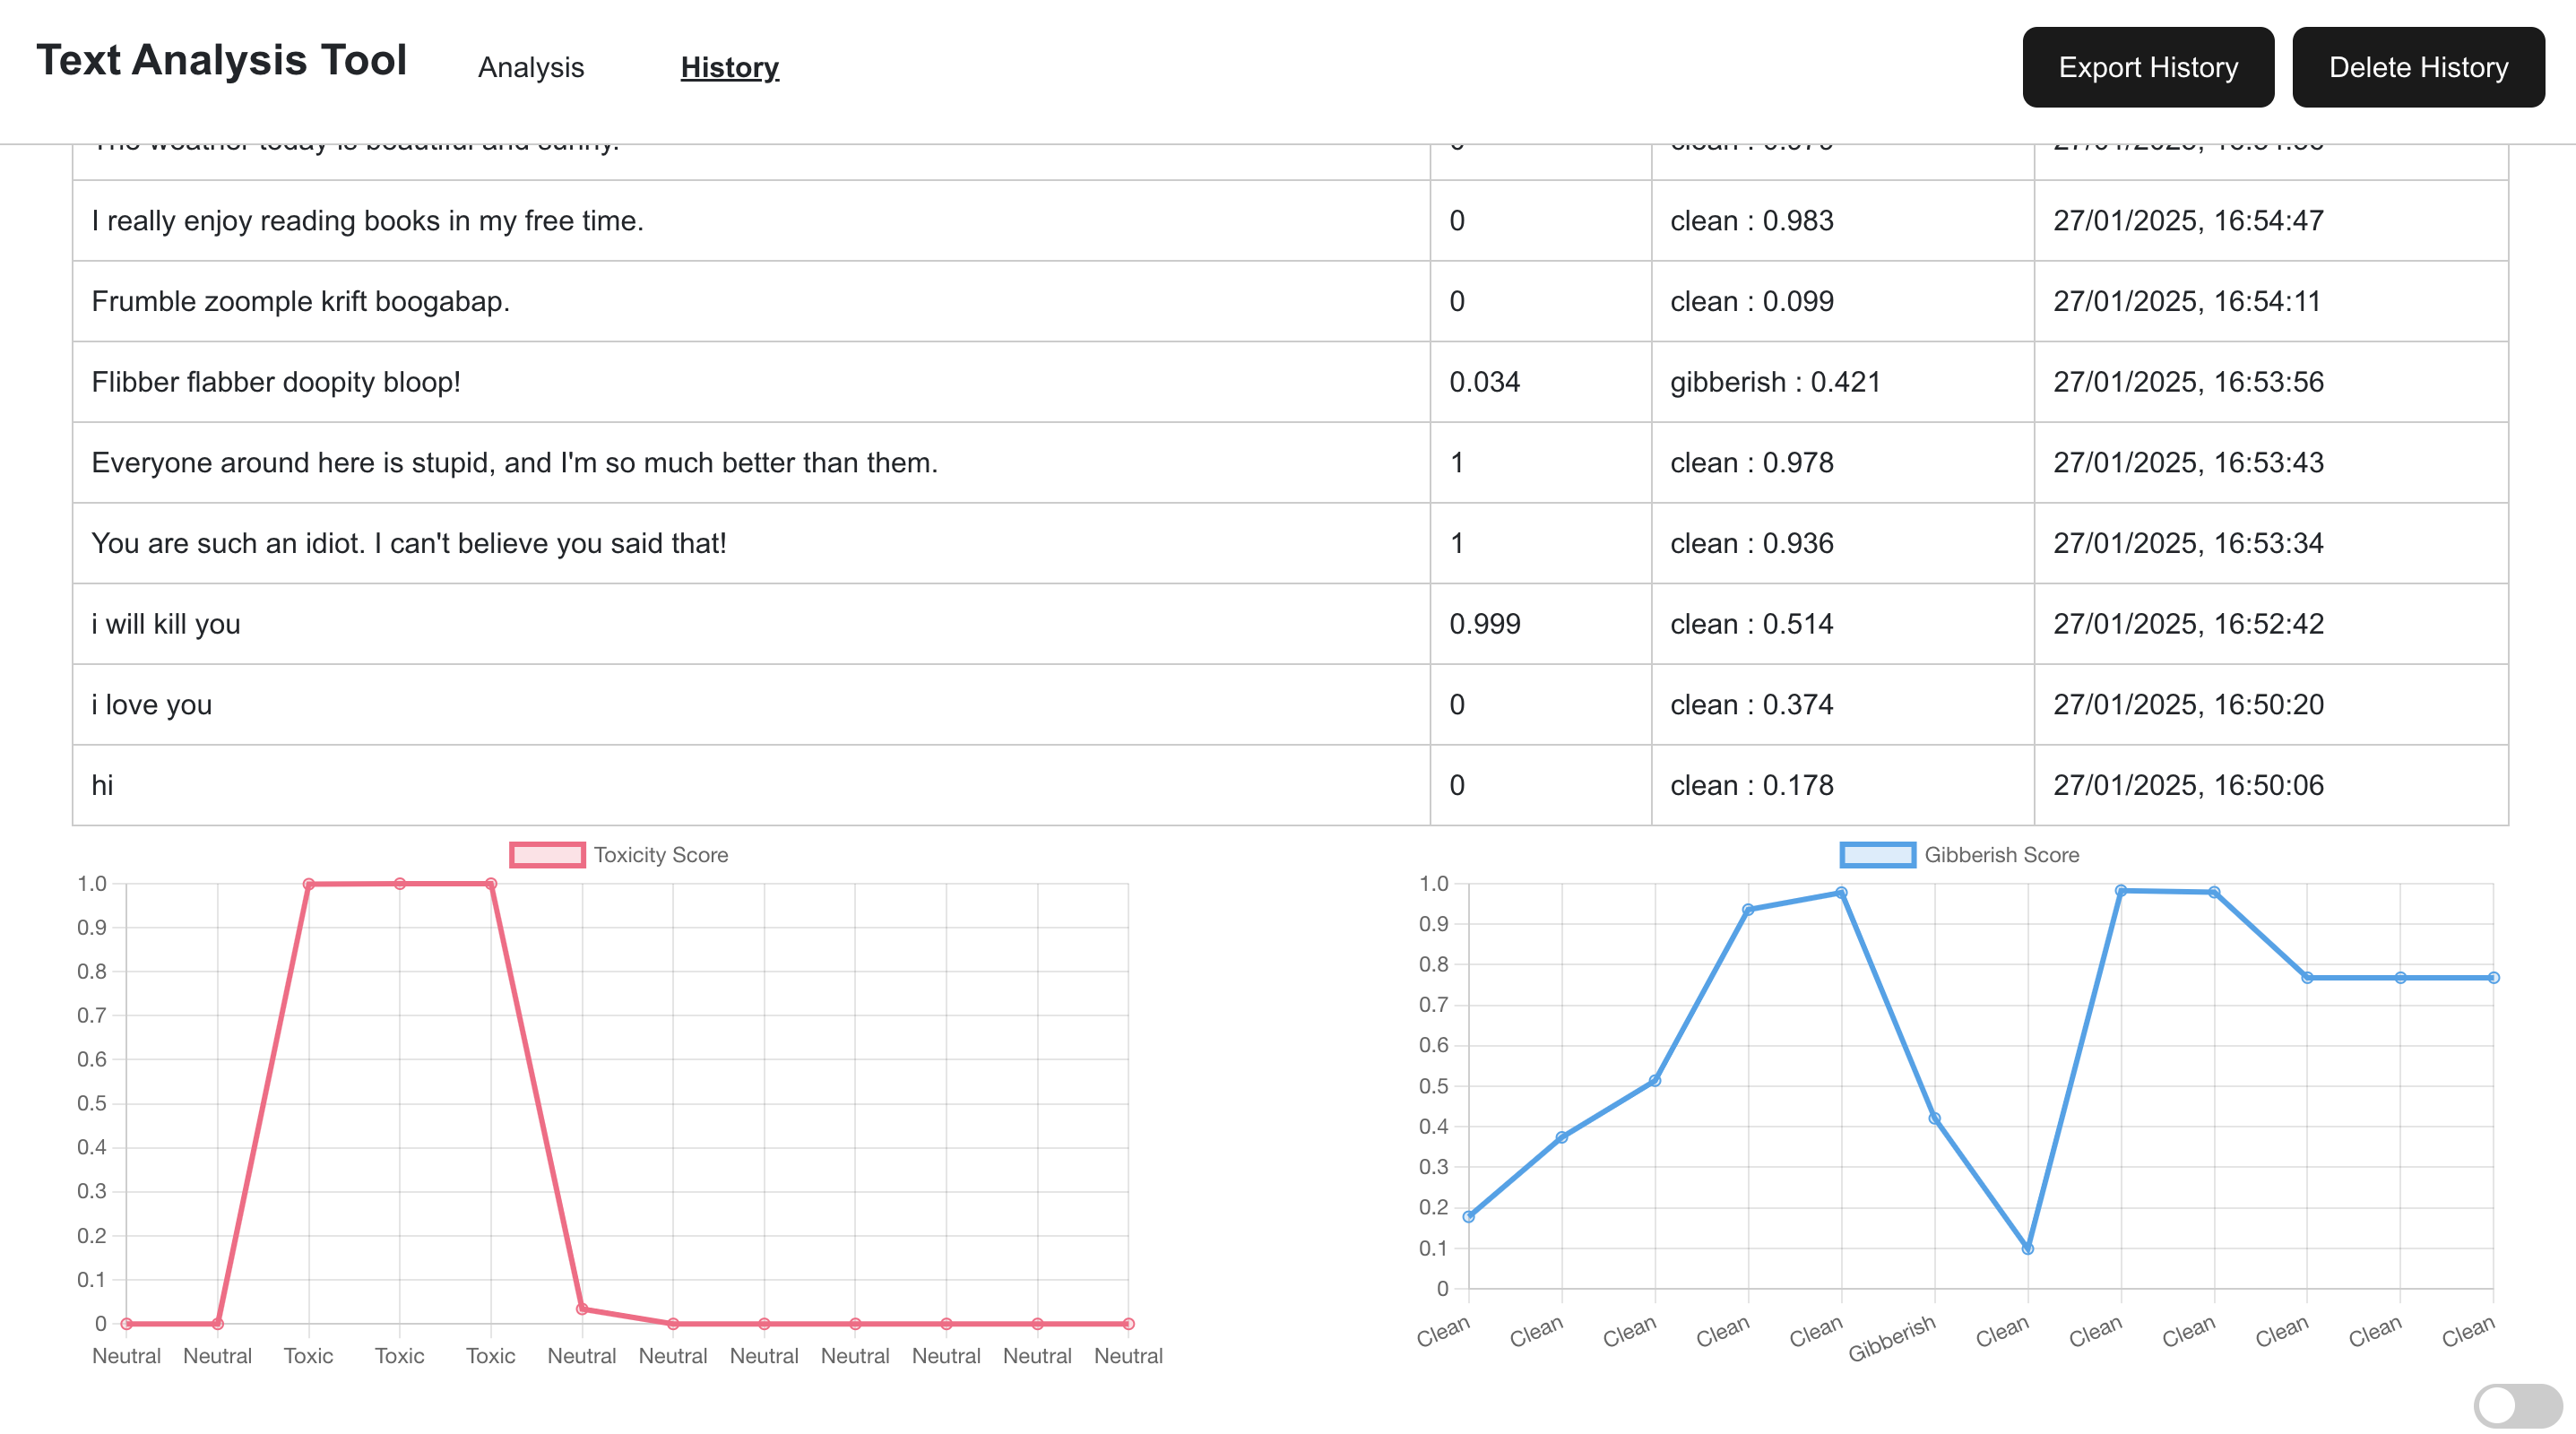 Text Analysis Tool
Analysis
History
Export History
Delete History
The weather today is beautiful and sunny.
I really enjoy reading books in my free time. 0 clean : 0.983 27/01/2025, 16:54:47
Frumble zoomple krift boogabap. 0 clean : 0.099 27/01/2025, 16:54:11
Flibber flabber doopity bloop! 0.034 gibberish : 0.421 27/01/2025, 16:53:56
Everyone around here is stupid, and I'm so much better than them. 1 clean : 0.978 27/01/2025, 16:53:43
You are such an idiot. I can't believe you said that! 1 clean : 0.936 27/01/2025, 16:53:34
i will kill you 0.999 clean : 0.514 27/01/2025, 16:52:42
i love you 0 clean : 0.374 27/01/2025, 16:50:20
hi 0 clean : 0.178 27/01/2025, 16:50:06
Toxicity Score
1.0
0.9
0.8
0.7
0.6
0.5
0.4
0.3
0.2
0.1
0
Neutral Neutral Toxic Toxic Toxic Neutral Neutral Neutral Neutral Neutral Neutral Neutral
Gibberish Score
1.0
0.9
0.8
0.7
0.6
0.5
0.4
0.3
0.2
0.1
0
Clean Clean Clean Clean Clean Gibberish Clean Clean Clean Clean Clean Clean